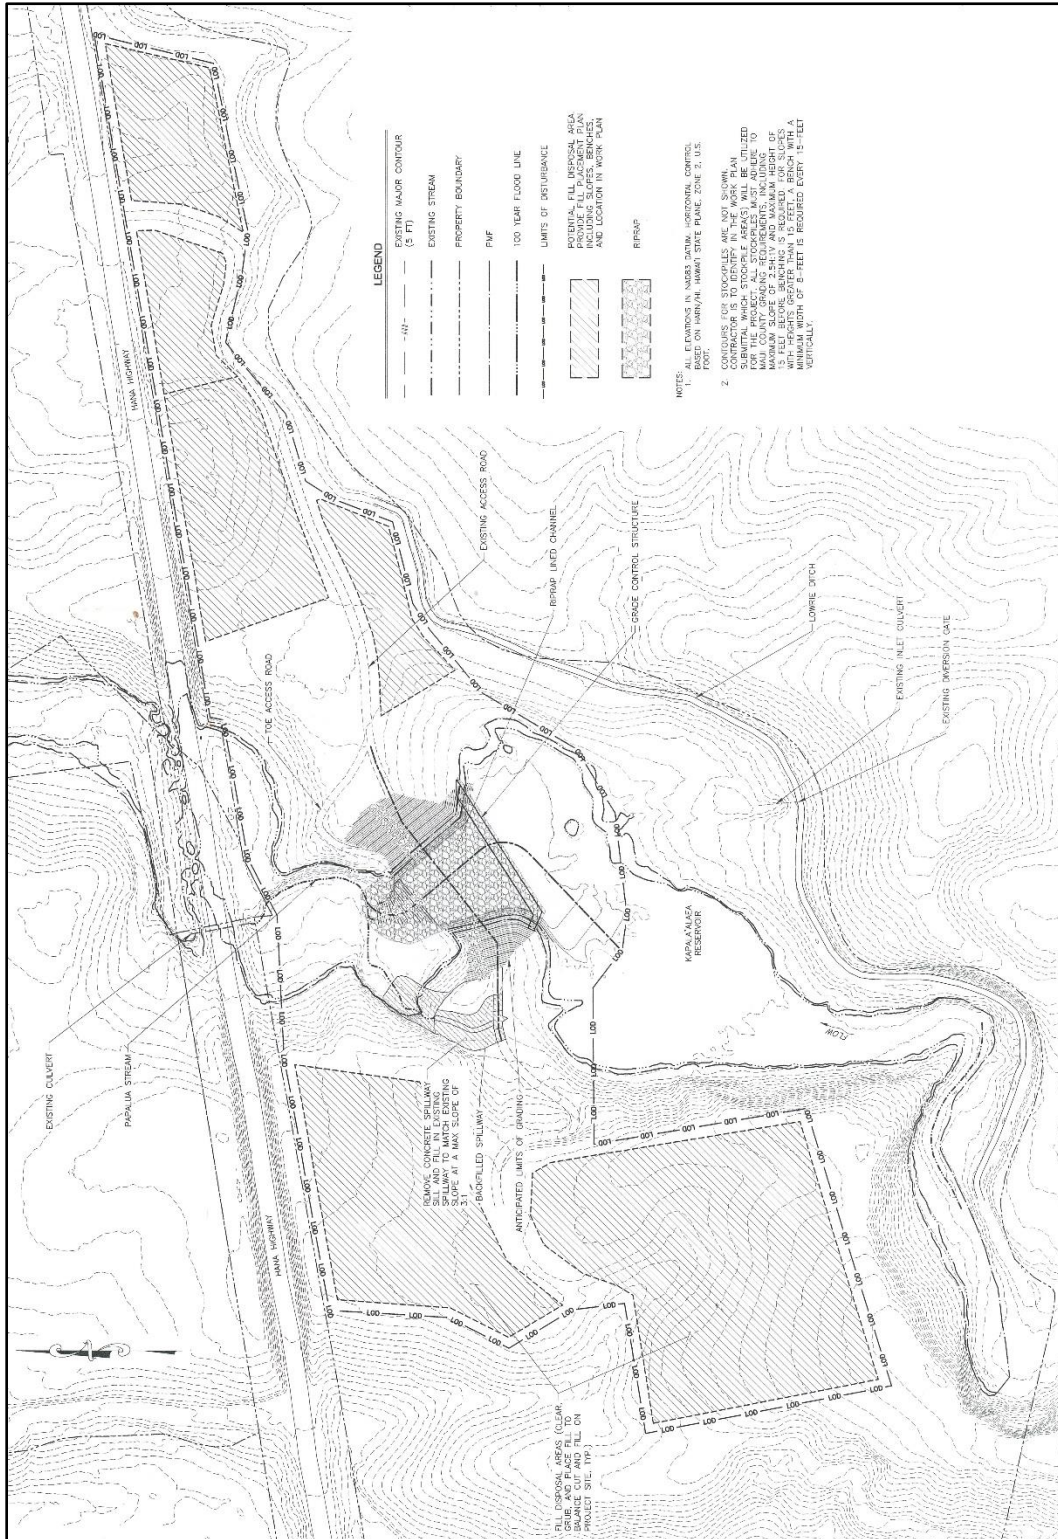 LEGEND
EXISTING MAJOR CONTOUR
(5 FT)
EXISTING STREAM
PROPERTY BOUNDARY
PMF
100 YEAR FLOOD LINE
LIMITS OF DISTURBANCE
POTENTIAL FILL DISPOSAL AREA
PROVIDE FILL PLACEMENT PLAN
INCLUDING SLOPES, BENCHES,
AND LOCATION IN WORK PLAN
RIPRAP
NOTES:
1. ALL ELEVATIONS IN NAD83 DATUM, HORIZONTAL CONTROL
BASED ON HARN/HI. HAWAII STATE PLANE, ZONE 2, U.S.
FOOT.
2 CONTOURS FOR STOCKPILES ARE NOT SHOWN.
CONTRACTOR IS TO IDENTIFY IN THE WORK PLAN
SUBMITTAL WHICH STOCKPILE AREA(S) WILL BE UTILIZED
FOR THE PROJECT. ALL STOCKPILES MUST ADHERE TO
MAUI COUNTY GRADING REQUIREMENTS, INCLUDING
MAXIMUM SLOPE OF 2.5H:1V AND MAXIMUM HEIGHT OF
15 FEET BEFORE BENCHING IS REQUIRED. FOR SLOPES
WITH HEIGHTS GREATER THAN 15 FEET, A BENCH WITH A
MINIMUM WIDTH OF 8-FEET IS REQUIRED EVERY 15-FEET
VERTICALLY.
HANA HIGHWAY
HANA HIGHWAY
EXISTING CULVERT
PAPALUA STREAM
TOE ACCESS ROAD
EXISTING ACCESS ROAD
RIPRAP LINED CHANNEL
GRADE CONTROL STRUCTURE
LOWRIE DITCH
EXISTING INLET CULVERT
EXISTING DIVERSION GATE
KAPALA'ALAEA
RESERVOIR
FLOW
REMOVE CONCRETE SPILLWAY
SILL AND FILL IN EXISTING
SPILLWAY TO MATCH EXISTING
SLOPE AT A MAX SLOPE OF
3:1
BACKFILLED SPILLWAY
ANTICIPATED LIMITS OF GRADING
FILL DISPOSAL AREAS (CLEAR,
GRUB, AND PLACE FILL TO
BALANCE CUT AND FILL ON
PROJECT SITE, TYP.)
LOD